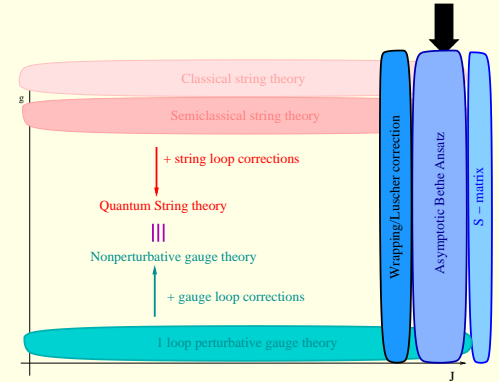 Classical string theory
g
Semiclassical string theory
+ string loop corrections
Quantum String theory
Nonperturbative gauge theory
+ gauge loop corrections
1 loop perturbative gauge theory
J
Wrapping/Luscher correction
Asymptotic Bethe Ansatz
S − matrix